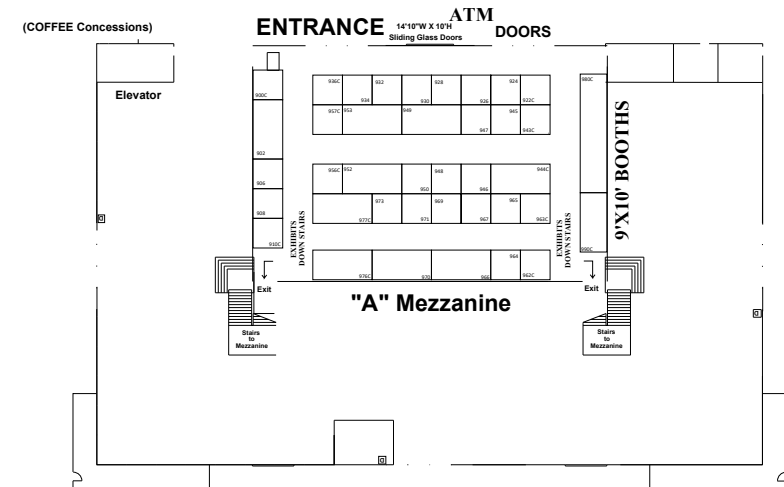 (COFFEE Concessions)
ENTRANCE
14'10"W X 10'H
Sliding Glass Doors
ATM
DOORS
Elevator
900C
902
906
908
910C
936C
932
928
924
934
930
926
922C
957C
953
949
945
947
943C
956C
952
948
944C
950
946
973
969
965
977C
971
967
963C
964
976C
970
966
962C
980C
990C
9'X10' BOOTHS
EXHIBITS
DOWN STAIRS
EXHIBITS
DOWN STAIRS
Exit
Exit
"A" Mezzanine
Stairs
to
Mezzanine
Stairs
to
Mezzanine